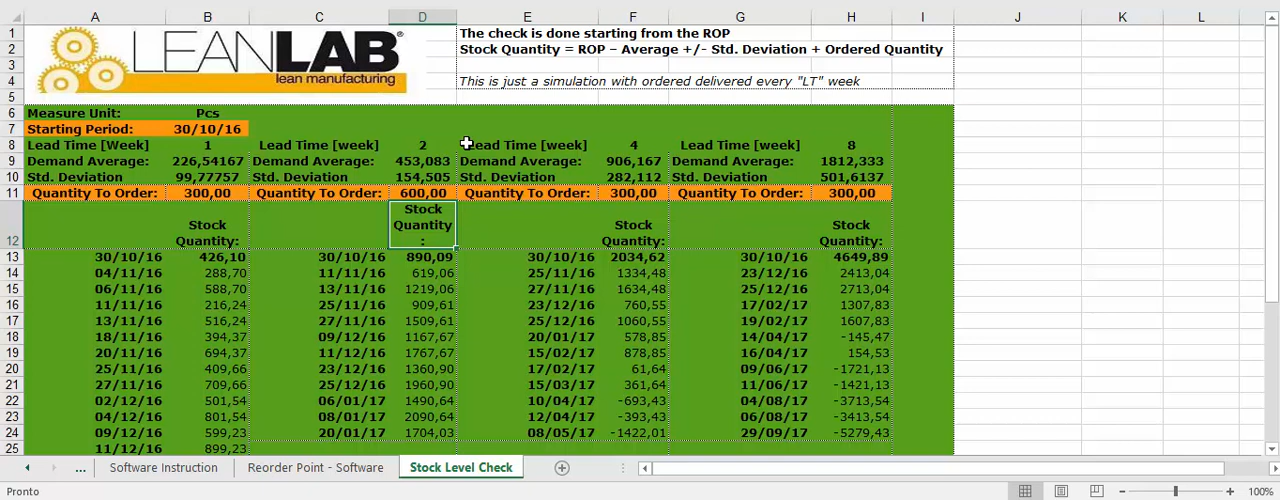 A B C D E F G H I J K L
1 LEANLAB® The check is done starting from the ROP
2 Stock Quantity = ROP − Average +/- Std. Deviation + Ordered Quantity
3
4 lean manufacturing This is just a simulation with ordered delivered every "LT" week
5
6 Measure Unit: Pcs
7 Starting Period: 30/10/16
8 Lead Time [Week] 1 Lead Time [week] 2 Lead Time [week] 4 Lead Time [week] 8
9 Demand Average: 226,54167 Demand Average: 453,083 Demand Average: 906,167 Demand Average: 1812,333
10 Std. Deviation 99,77757 Std. Deviation 154,505 Std. Deviation 282,112 Std. Deviation 501,6137
11 Quantity To Order: 300,00 Quantity To Order: 600,00 Quantity To Order: 300,00 Quantity To Order: 300,00
12 Stock Quantity: Stock Quantity : Stock Quantity: Stock Quantity:
13 30/10/16 426,10 30/10/16 890,09 30/10/16 2034,62 30/10/16 4649,89
14 04/11/16 288,70 11/11/16 619,06 25/11/16 1334,48 23/12/16 2413,04
15 06/11/16 588,70 13/11/16 1219,06 27/11/16 1634,48 25/12/16 2713,04
16 11/11/16 216,24 25/11/16 909,61 23/12/16 760,55 17/02/17 1307,83
17 13/11/16 516,24 27/11/16 1509,61 25/12/16 1060,55 19/02/17 1607,83
18 18/11/16 394,37 09/12/16 1167,67 20/01/17 578,85 14/04/17 -145,47
19 20/11/16 694,37 11/12/16 1767,67 15/02/17 878,85 16/04/17 154,53
20 25/11/16 409,66 23/12/16 1360,90 17/02/17 61,64 09/06/17 -1721,13
21 27/11/16 709,66 25/12/16 1960,90 15/03/17 361,64 11/06/17 -1421,13
22 02/12/16 501,54 06/01/17 1490,64 10/04/17 -693,43 04/08/17 -3713,54
23 04/12/16 801,54 08/01/17 2090,64 12/04/17 -393,43 06/08/17 -3413,54
24 09/12/16 599,23 20/01/17 1704,03 08/05/17 -1422,01 29/09/17 -5279,43
25 11/12/16 899,23
... Software Instruction Reorder Point - Software Stock Level Check
Pronto 100%